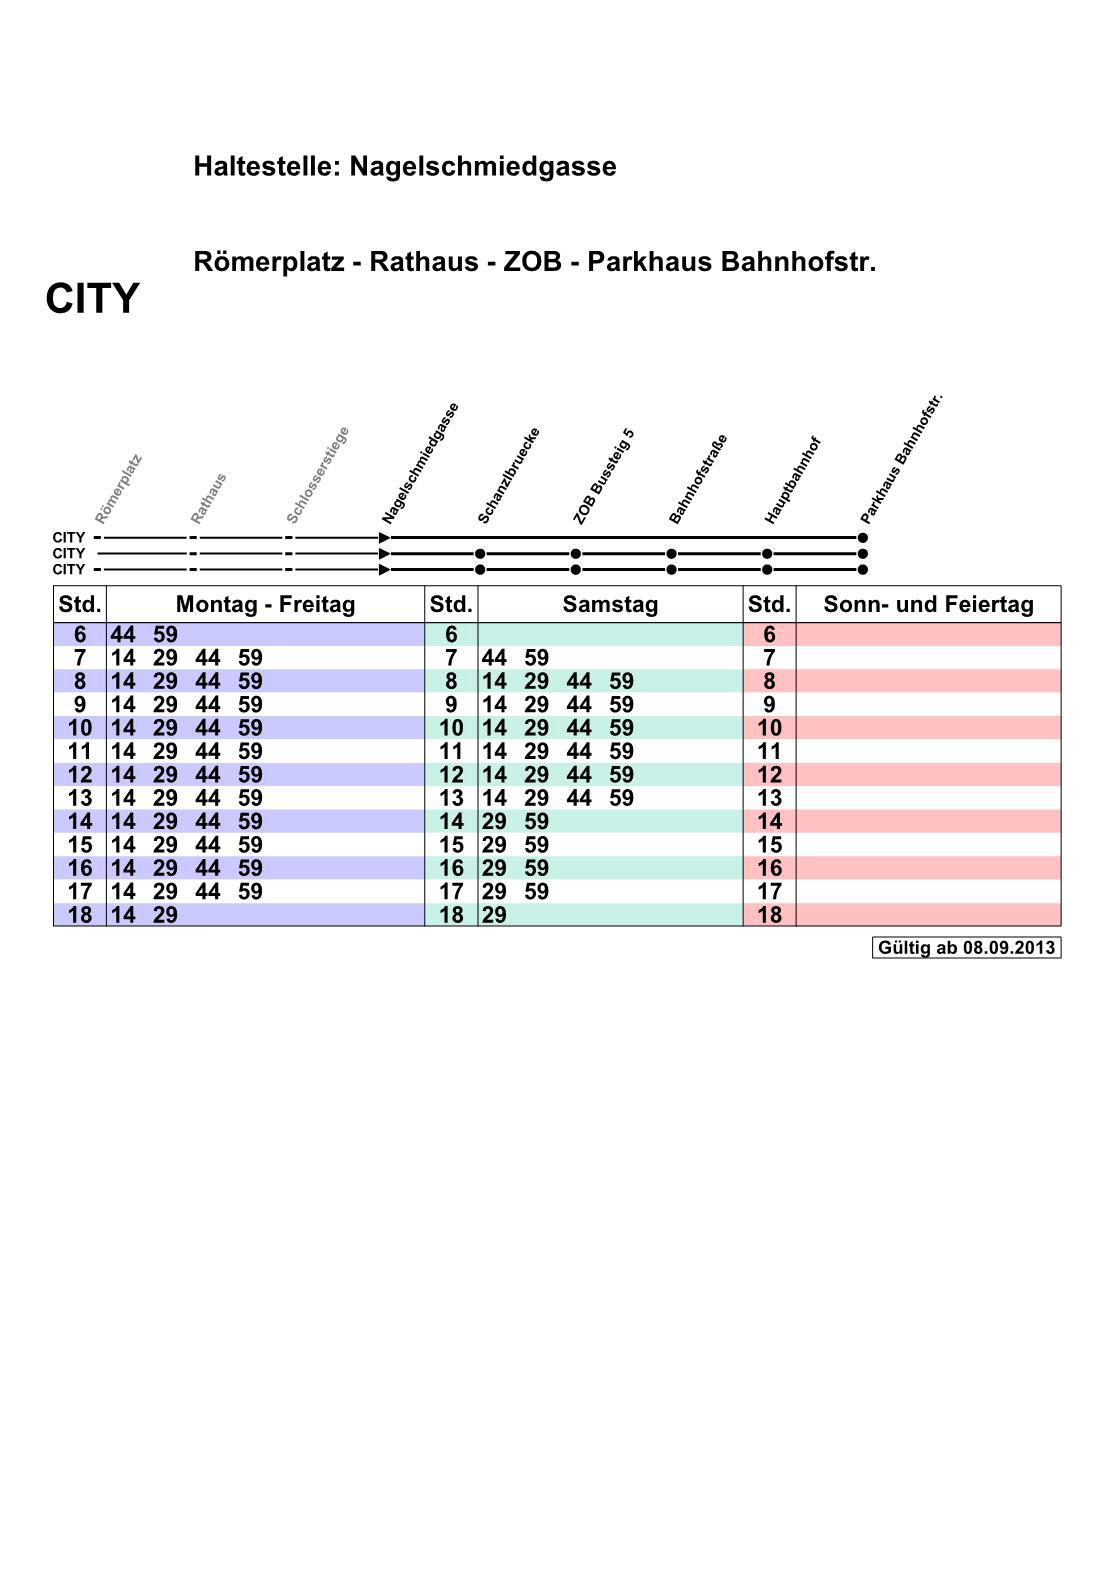 Haltestelle: Nagelschmiedgasse
Römerplatz - Rathaus - ZOB - Parkhaus Bahnhofstr.
CITY
Römerplatz
Rathaus
Schlosserstiege
Nagelschmiedgasse
Schanzlbruecke
ZOB Bussteig 5
Bahnhofstraße
Hauptbahnhof
Parkhaus Bahnhofstr.
CITY
CITY
CITY
Std. Montag - Freitag Std. Samstag Std. Sonn- und Feiertag
6 44 59 6 6
7 14 29 44 59 7 44 59 7
8 14 29 44 59 8 14 29 44 59 8
9 14 29 44 59 9 14 29 44 59 9
10 14 29 44 59 10 14 29 44 59 10
11 14 29 44 59 11 14 29 44 59 11
12 14 29 44 59 12 14 29 44 59 12
13 14 29 44 59 13 14 29 44 59 13
14 14 29 44 59 14 29 59 14
15 14 29 44 59 15 29 59 15
16 14 29 44 59 16 29 59 16
17 14 29 44 59 17 29 59 17
18 14 29 18 29 18
Gültig ab 08.09.2013